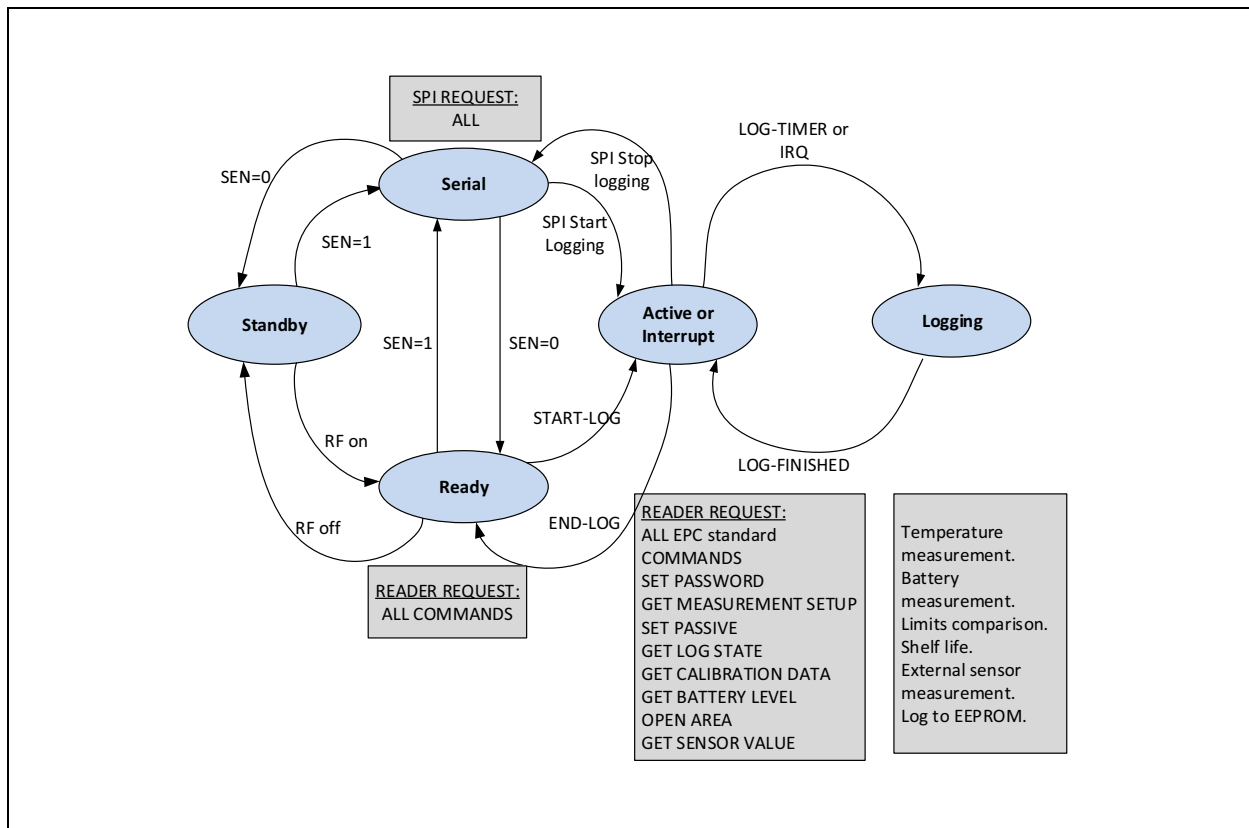 SPI REQUEST:
ALL
LOG-TIMER or
IRQ
SEN=0
Serial
SPI Stop
logging
SPI Start
Logging
SEN=1
Standby
Active or
Interrupt
Logging
SEN=1
SEN=0
START-LOG
RF on
Ready
LOG-FINISHED
RF off
END-LOG
READER REQUEST:
ALL COMMANDS
READER REQUEST:
ALL EPC standard
COMMANDS
SET PASSWORD
GET MEASUREMENT SETUP
SET PASSIVE
GET LOG STATE
GET CALIBRATION DATA
GET BATTERY LEVEL
OPEN AREA
GET SENSOR VALUE
Temperature
measurement.
Battery
measurement.
Limits comparison.
Shelf life.
External sensor
measurement.
Log to EEPROM.